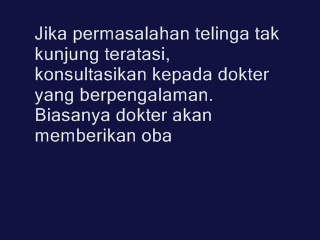 Jika permasalahan telinga tak
kunjung teratasi,
konsultasikan kepada dokter
yang berpengalaman.
Biasanya dokter akan
memberikan oba